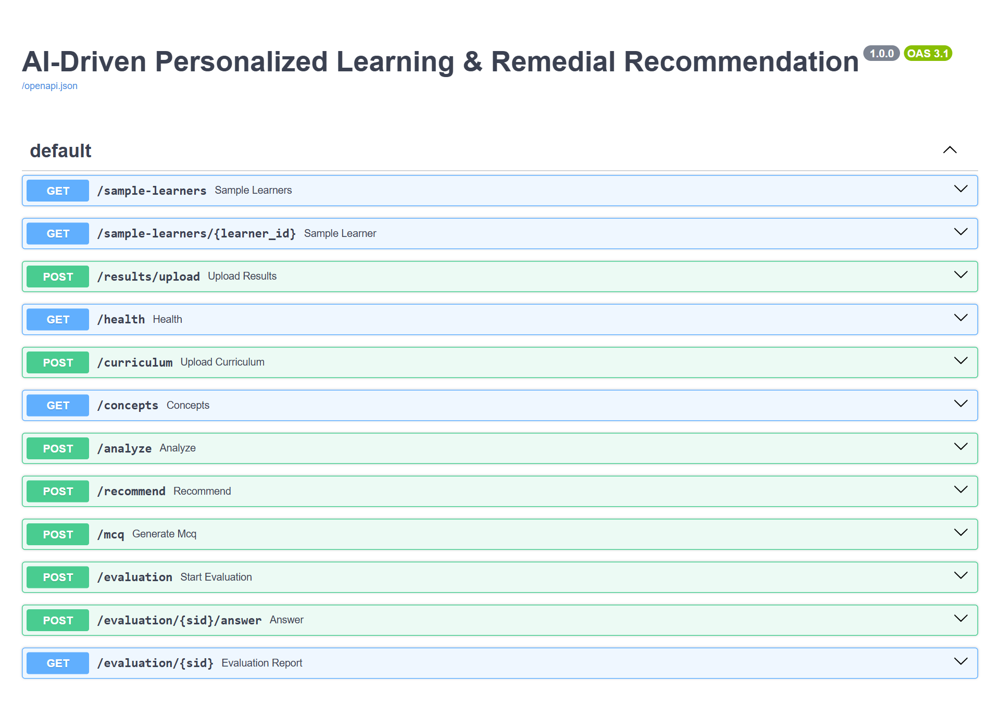 AI-Driven Personalized Learning & Remedial Recommendation 1.0.0 OAS 3.1
/openapi.json
default
GET /sample-learners Sample Learners
GET /sample-learners/{learner_id} Sample Learner
POST /results/upload Upload Results
GET /health Health
POST /curriculum Upload Curriculum
GET /concepts Concepts
POST /analyze Analyze
POST /recommend Recommend
POST /mcq Generate Mcq
POST /evaluation Start Evaluation
POST /evaluation/{sid}/answer Answer
GET /evaluation/{sid} Evaluation Report